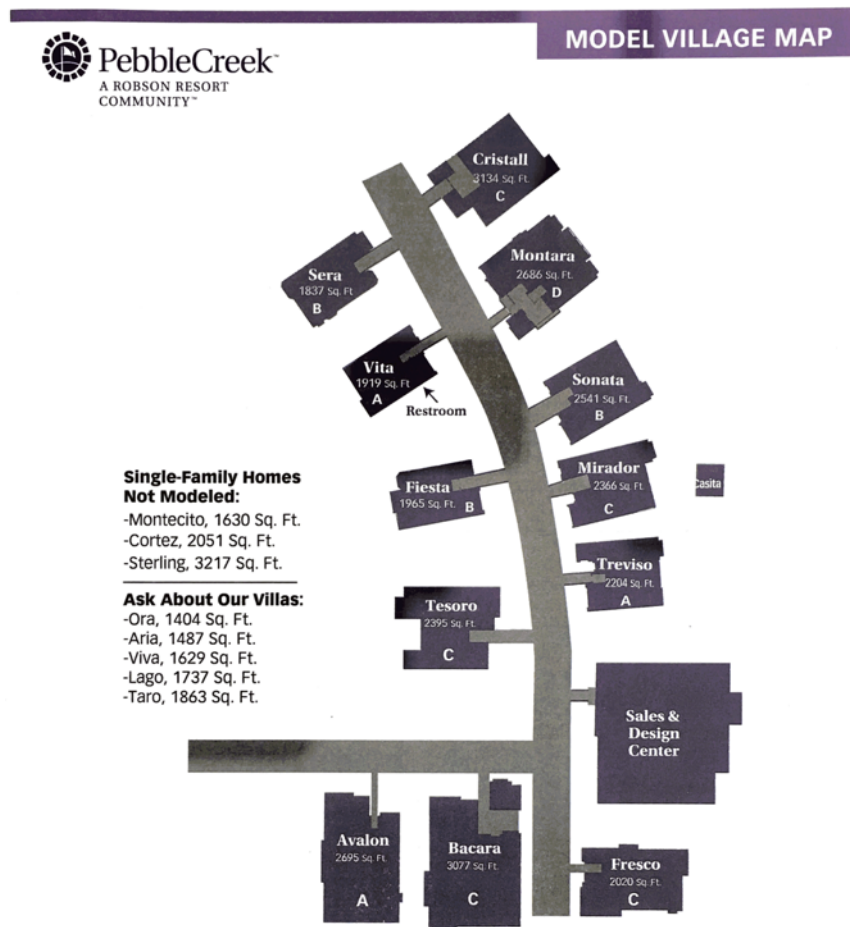 MODEL VILLAGE MAP
PebbleCreek™
A ROBSON RESORT
COMMUNITY™
Cristall
3134 Sq. Ft.
C
Montara
2686 Sq. Ft.
D
Sera
1837 Sq. Ft
B
Vita
1919 Sq. Ft
A
Restroom
Sonata
2541 Sq. Ft.
B
Mirador
2366 Sq. Ft.
C
Casita
Fiesta
1965 Sq. Ft.
B
Single-Family Homes
Not Modeled:
-Montecito, 1630 Sq. Ft.
-Cortez, 2051 Sq. Ft.
-Sterling, 3217 Sq. Ft.
Treviso
2204 Sq. Ft.
A
Ask About Our Villas:
-Ora, 1404 Sq. Ft.
-Aria, 1487 Sq. Ft.
-Viva, 1629 Sq. Ft.
-Lago, 1737 Sq. Ft.
-Taro, 1863 Sq. Ft.
Tesoro
2395 Sq. Ft.
C
Sales &
Design
Center
Avalon
2695 Sq. Ft.
A
Bacara
3077 Sq. Ft.
C
Fresco
2020 Sq. Ft.
C